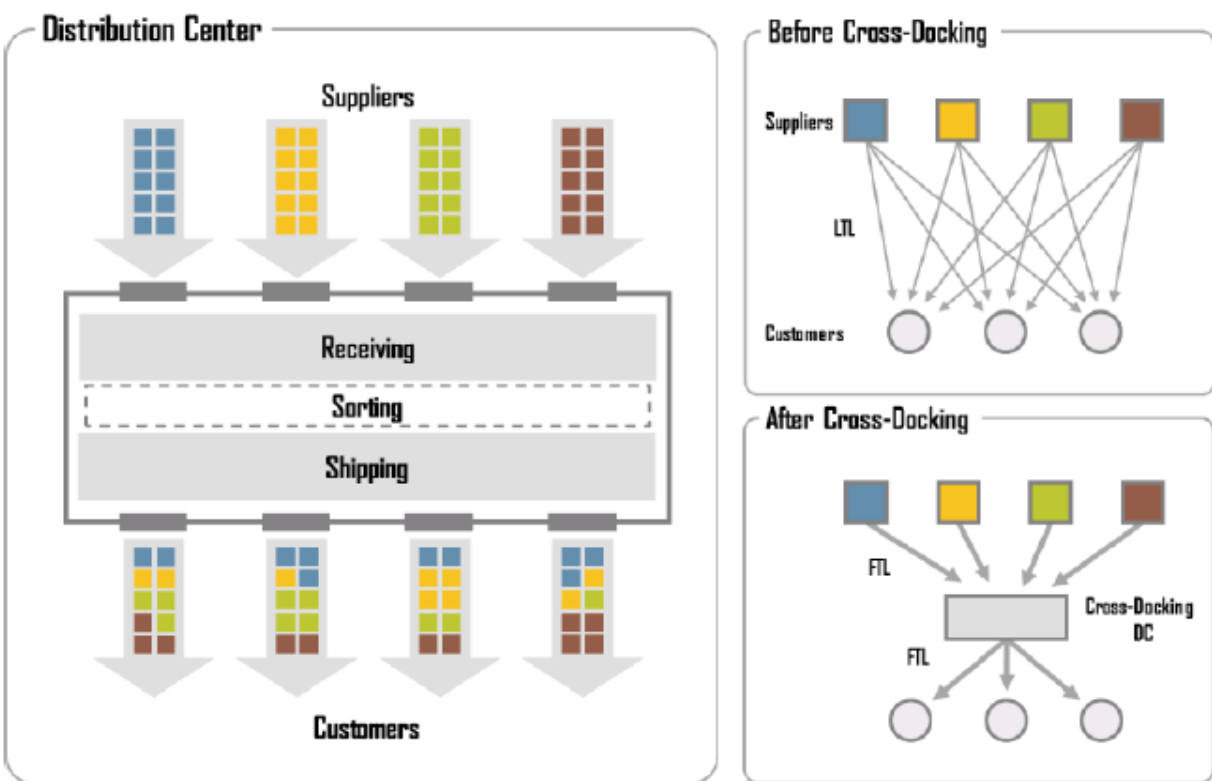 Distribution Center
Suppliers
Receiving
Sorting
Shipping
Customers
Before Cross-Docking
Suppliers
LTL
Customers
After Cross-Docking
FTL
Cross-Docking
DC
FTL